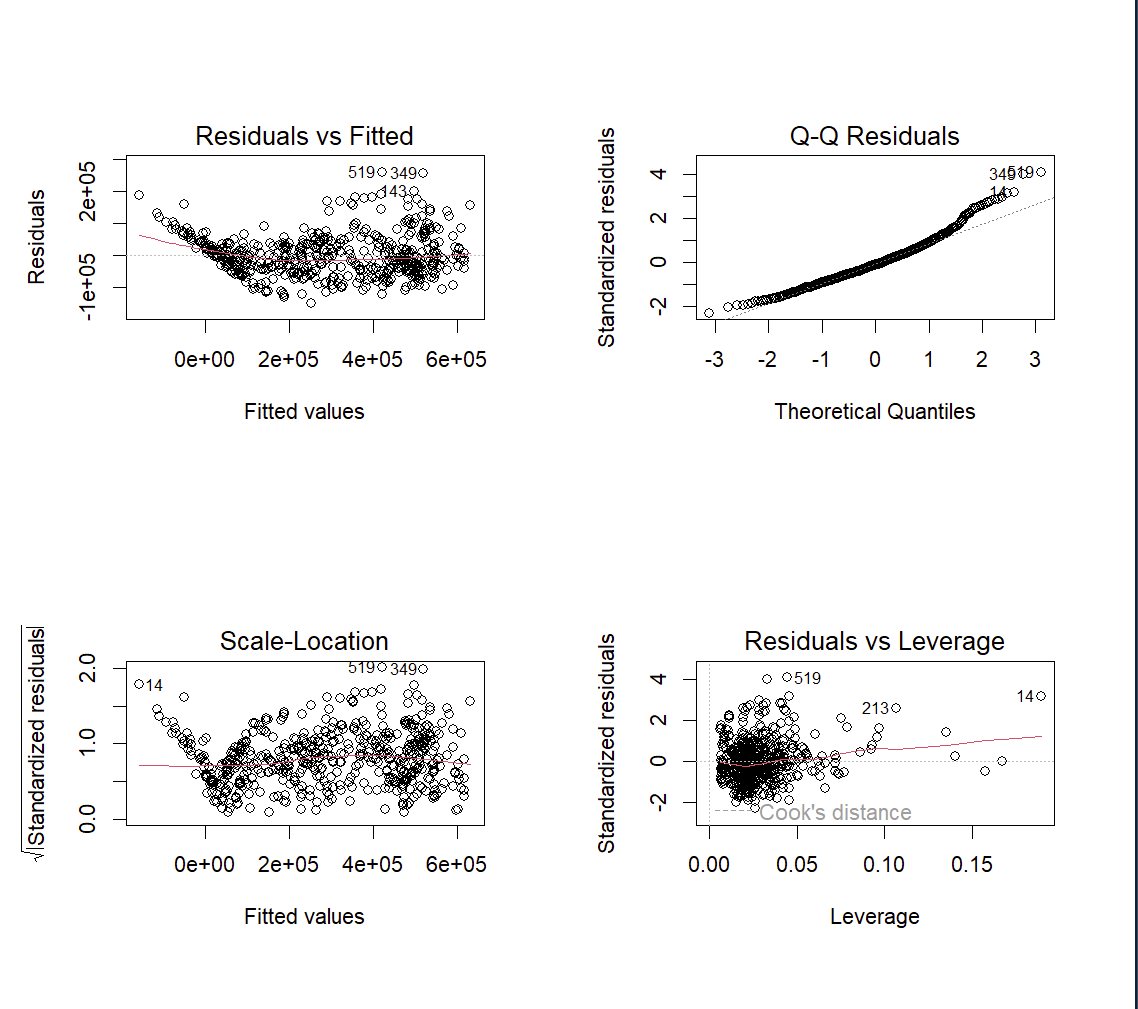 Residuals vs Fitted
Residuals
2e+05
-1e+05
519
349
143
0e+00 2e+05 4e+05 6e+05
Fitted values
Q-Q Residuals
Standardized residuals
4
2
0
-2
519
-3 -2 -1 0 1 2 3
Theoretical Quantiles
Scale-Location
√|Standardized residuals|
2.0
1.0
0.0
519
349
14
0e+00 2e+05 4e+05 6e+05
Fitted values
Residuals vs Leverage
Standardized residuals
4
2
0
-2
519
14
213
Cook's distance
0.00 0.05 0.10 0.15
Leverage